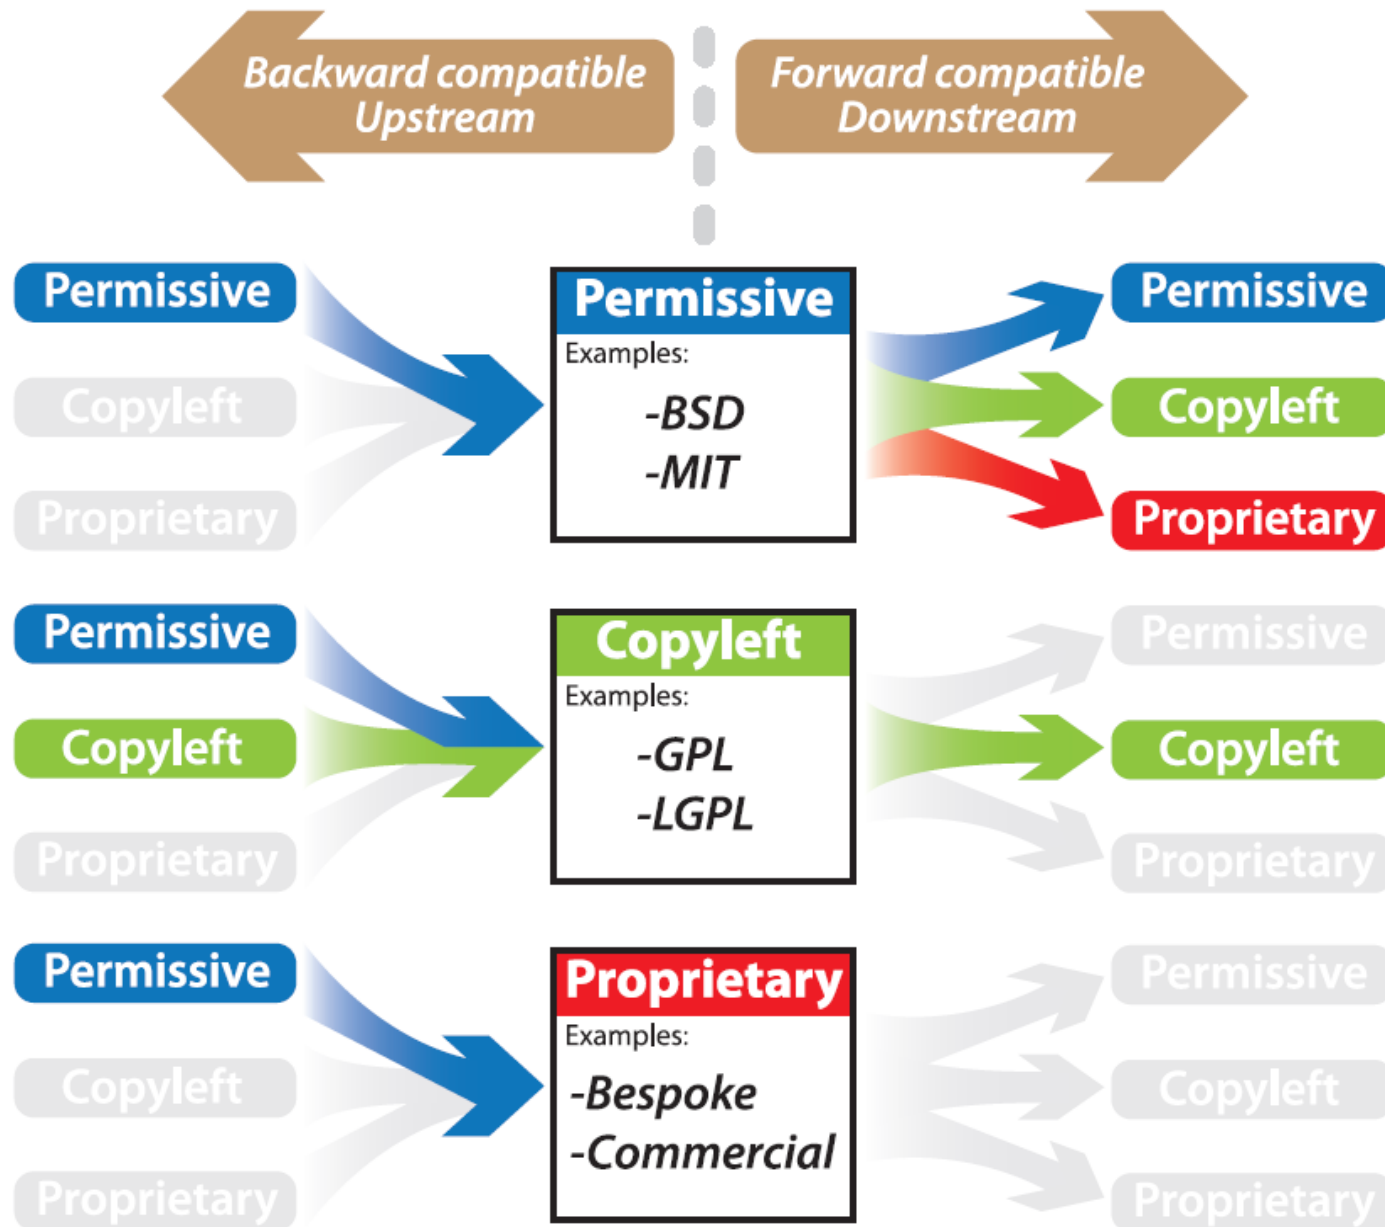 Backward compatible
Upstream
Forward compatible
Downstream
Permissive
Copyleft
Proprietary
Permissive
Examples:
-BSD
-MIT
Permissive
Copyleft
Proprietary
Permissive
Copyleft
Proprietary
Copyleft
Examples:
-GPL
-LGPL
Permissive
Copyleft
Proprietary
Permissive
Copyleft
Proprietary
Proprietary
Examples:
-Bespoke
-Commercial
Permissive
Copyleft
Proprietary